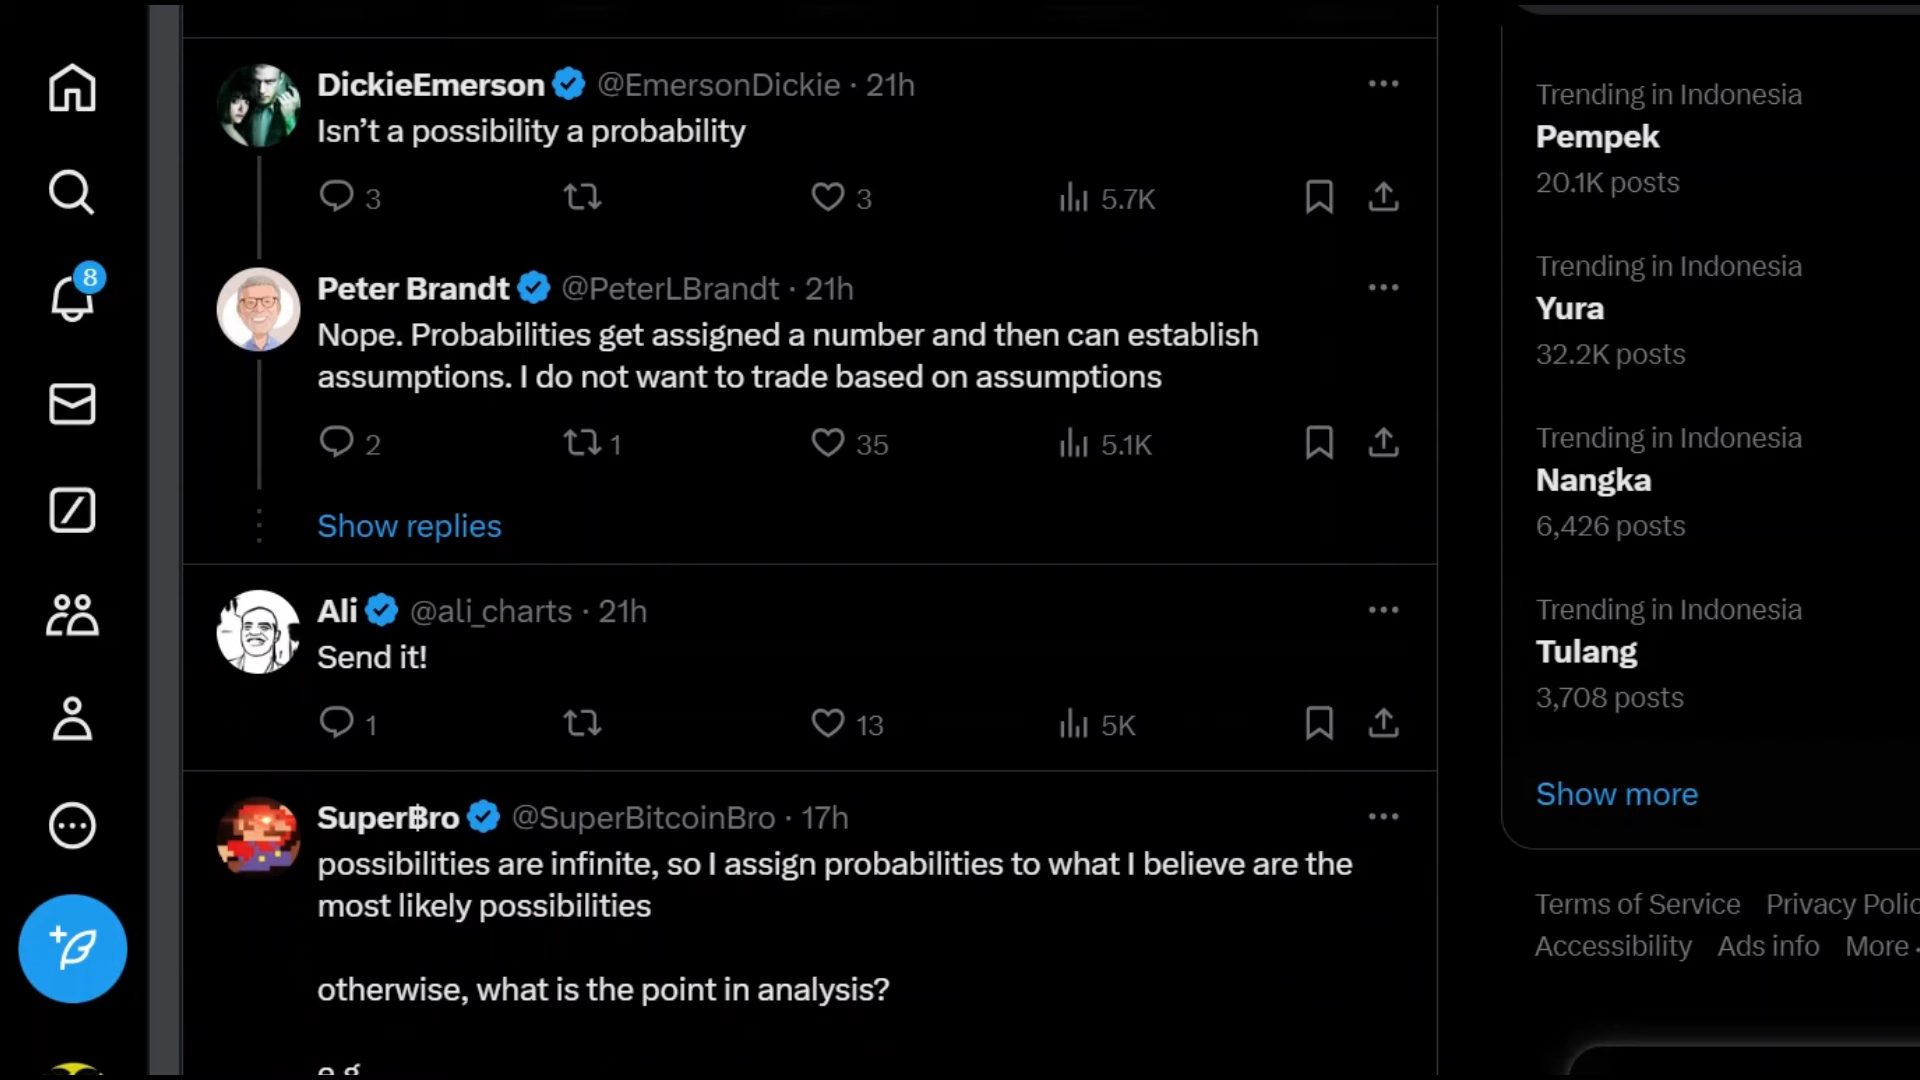 8
DickieEmerson @EmersonDickie · 21h
Isn’t a possibility a probability
3 3 5.7K
Peter Brandt @PeterLBrandt · 21h
Nope. Probabilities get assigned a number and then can establish
assumptions. I do not want to trade based on assumptions
2 1 35 5.1K
Show replies
Ali @ali_charts · 21h
Send it!
1 13 5K
Super₿ro @SuperBitcoinBro · 17h
possibilities are infinite, so I assign probabilities to what I believe are the
most likely possibilities
otherwise, what is the point in analysis?
e.g
Trending in Indonesia
Pempek
20.1K posts
Trending in Indonesia
Yura
32.2K posts
Trending in Indonesia
Nangka
6,426 posts
Trending in Indonesia
Tulang
3,708 posts
Show more
Terms of Service Privacy Polic
Accessibility Ads info More